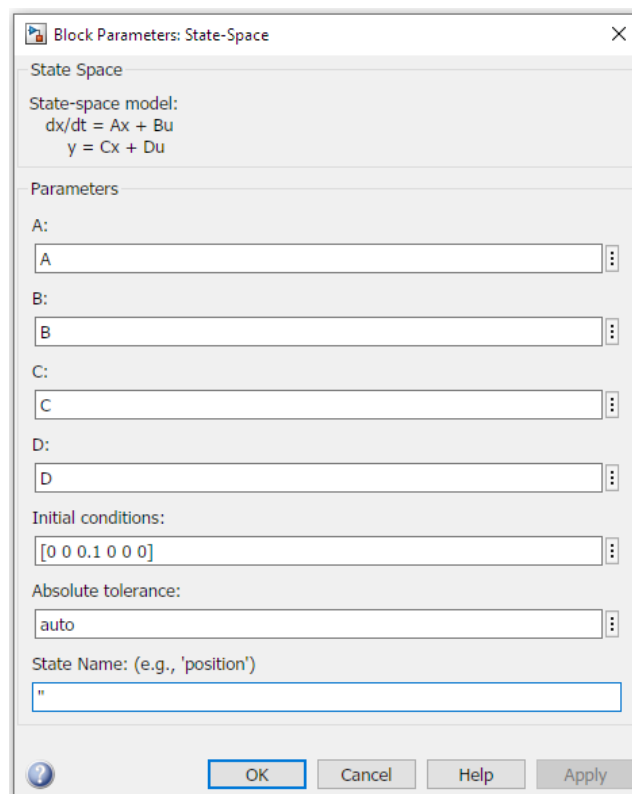 Block Parameters: State-Space
State Space
State-space model:
dx/dt = Ax + Bu
y = Cx + Du
Parameters
A:
A
B:
B
C:
C
D:
D
Initial conditions:
[0 0 0.1 0 0 0]
Absolute tolerance:
auto
State Name: (e.g., 'position')
''
OK Cancel Help Apply